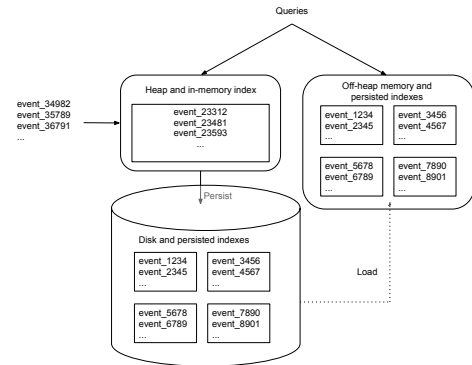 Queries
Heap and in-memory index
event_23312
event_23481
event_23593
...
event_34982
event_35789
event_36791
...
Off-heap memory and
persisted indexes
event_1234
event_2345
...
event_3456
event_4567
...
event_5678
event_6789
...
event_7890
event_8901
...
Persist
Disk and persisted indexes
event_1234
event_2345
...
event_3456
event_4567
...
event_5678
event_6789
...
event_7890
event_8901
...
Load